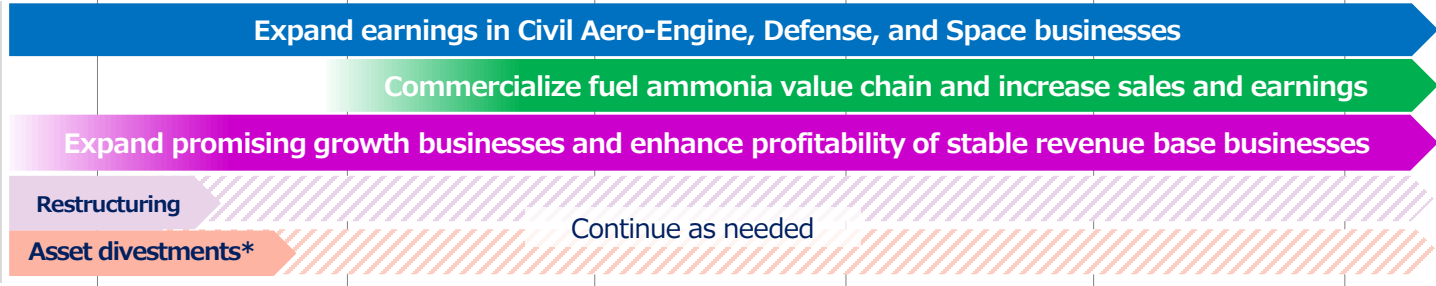 Expand earnings in Civil Aero-Engine, Defense, and Space businesses
Commercialize fuel ammonia value chain and increase sales and earnings
Expand promising growth businesses and enhance profitability of stable revenue base businesses
Restructuring
Continue as needed
Asset divestments*